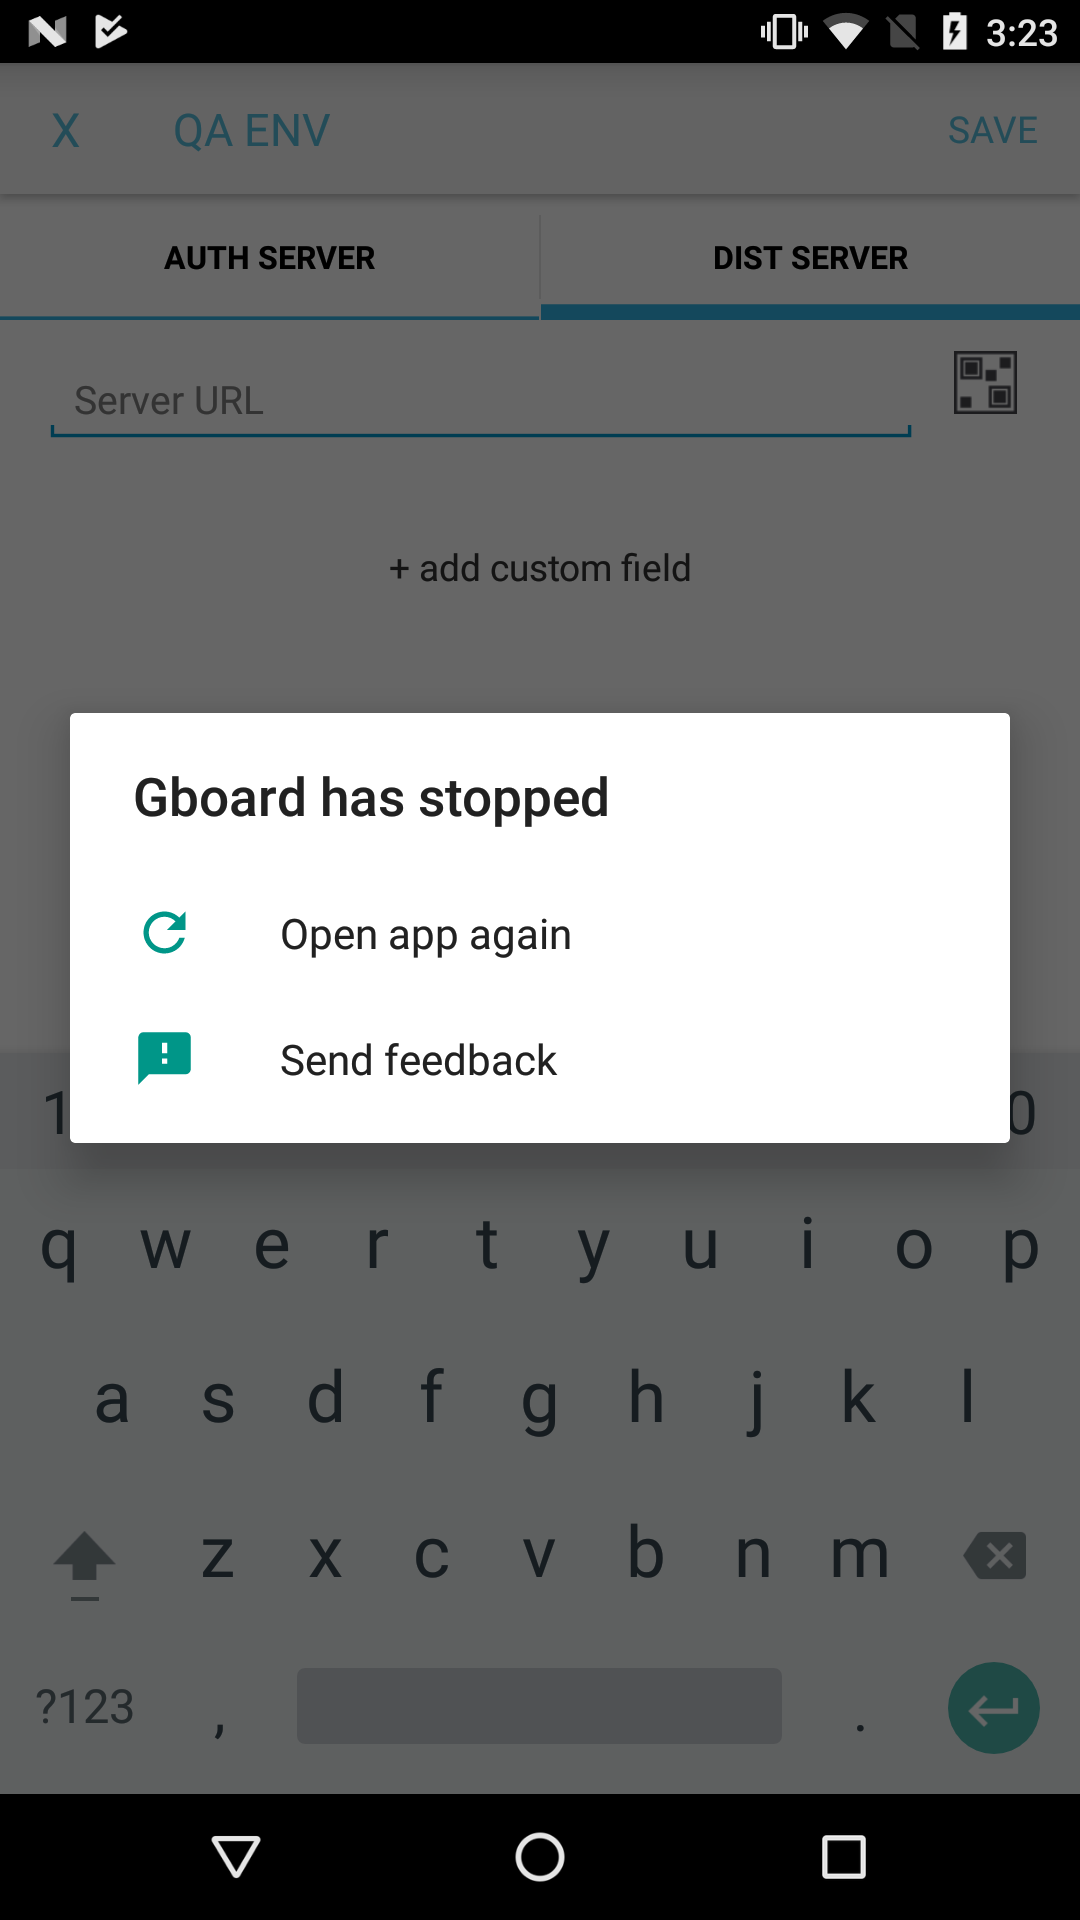 3:23
X QA ENV SAVE
AUTH SERVER DIST SERVER
Server URL
+ add custom field
Gboard has stopped
Open app again
Send feedback
1 0
q w e r t y u i o p
a s d f g h j k l
z x c v b n m
?123 , .